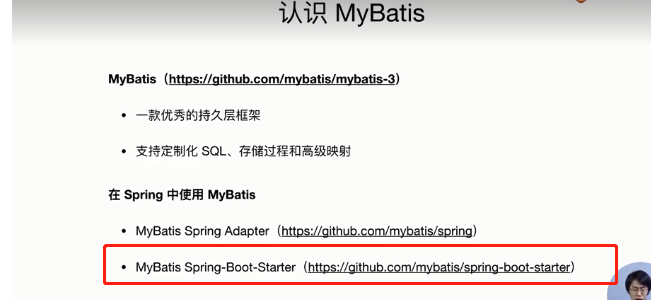 认识 MyBatis
MyBatis（https://github.com/mybatis/mybatis-3）
• 一款优秀的持久层框架
• 支持定制化 SQL、存储过程和高级映射
在 Spring 中使用 MyBatis
• MyBatis Spring Adapter（https://github.com/mybatis/spring）
• MyBatis Spring-Boot-Starter（https://github.com/mybatis/spring-boot-starter）